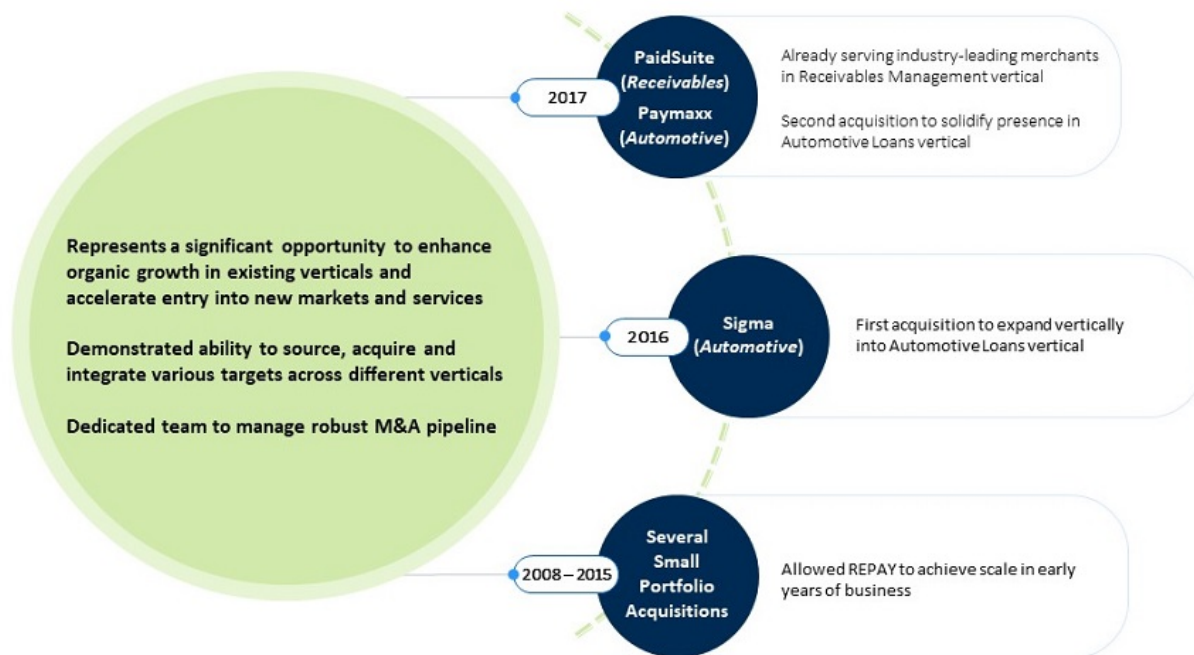 Represents a significant opportunity to enhance
organic growth in existing verticals and
accelerate entry into new markets and services
Demonstrated ability to source, acquire and
integrate various targets across different verticals
Dedicated team to manage robust M&A pipeline
2017
PaidSuite
(Receivables)
Paymaxx
(Automotive)
Already serving industry-leading merchants
in Receivables Management vertical
Second acquisition to solidify presence in
Automotive Loans vertical
2016
Sigma
(Automotive)
First acquisition to expand vertically
into Automotive Loans vertical
2008 – 2015
Several
Small
Portfolio
Acquisitions
Allowed REPAY to achieve scale in early
years of business